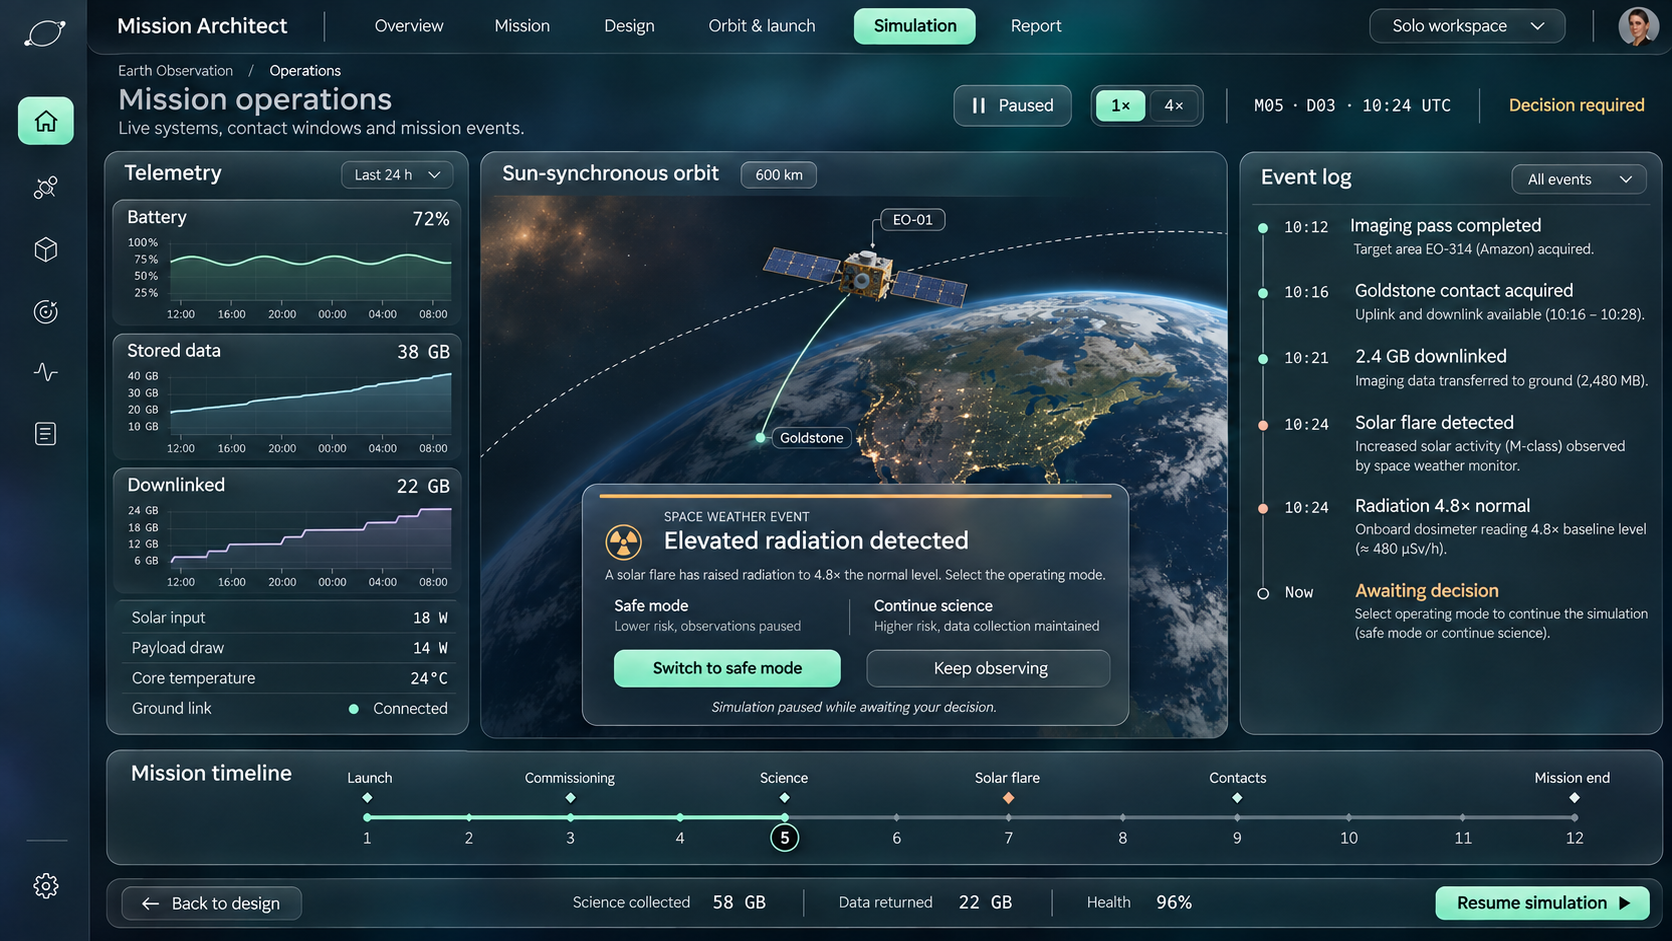 Mission Architect
Overview
Mission
Design
Orbit & launch
Simulation
Report
Solo workspace
Earth Observation / Operations
Mission operations
Live systems, contact windows and mission events.
Paused
1×
4×
M05 · D03 · 10:24 UTC
Decision required
Telemetry
Last 24 h
Battery
72%
100%
75%
50%
25%
12:00 16:00 20:00 00:00 04:00 08:00
Stored data
38 GB
40 GB
30 GB
20 GB
10 GB
12:00 16:00 20:00 00:00 04:00 08:00
Downlinked
22 GB
24 GB
18 GB
12 GB
6 GB
12:00 16:00 20:00 00:00 04:00 08:00
Solar input 18 W
Payload draw 14 W
Core temperature 24°C
Ground link Connected
Sun-synchronous orbit
600 km
EO-01
Goldstone
SPACE WEATHER EVENT
Elevated radiation detected
A solar flare has raised radiation to 4.8× the normal level. Select the operating mode.
Safe mode
Lower risk, observations paused
Continue science
Higher risk, data collection maintained
Switch to safe mode
Keep observing
Simulation paused while awaiting your decision.
Event log
All events
10:12 Imaging pass completed
Target area EO-314 (Amazon) acquired.
10:16 Goldstone contact acquired
Uplink and downlink available (10:16 – 10:28).
10:21 2.4 GB downlinked
Imaging data transferred to ground (2,480 MB).
10:24 Solar flare detected
Increased solar activity (M-class) observed
by space weather monitor.
10:24 Radiation 4.8× normal
Onboard dosimeter reading 4.8× baseline level
(≈ 480 µSv/h).
Now Awaiting decision
Select operating mode to continue the simulation
(safe mode or continue science).
Mission timeline
Launch
Commissioning
Science
Solar flare
Contacts
Mission end
1 2 3 4 5 6 7 8 9 10 11 12
Back to design
Science collected 58 GB
Data returned 22 GB
Health 96%
Resume simulation